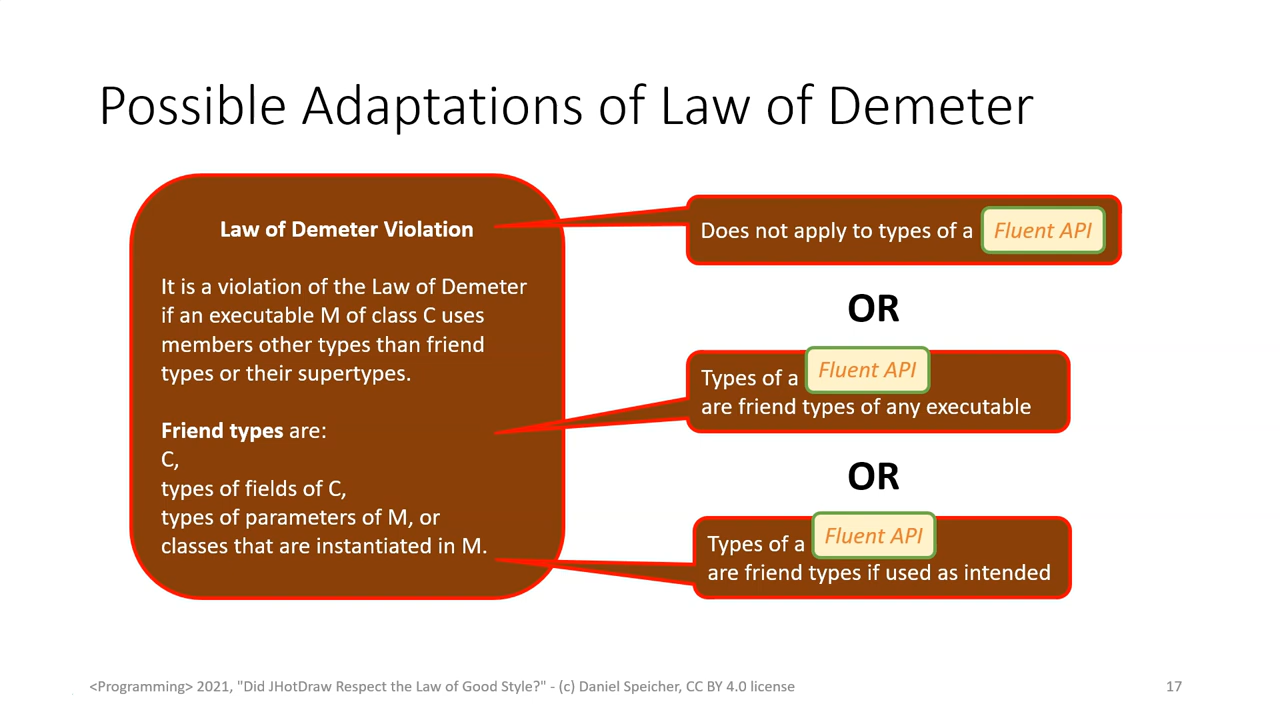 Possible Adaptations of Law of Demeter
Law of Demeter Violation
It is a violation of the Law of Demeter
if an executable M of class C uses
members other types than friend
types or their supertypes.
Friend types are:
C,
types of fields of C,
types of parameters of M, or
classes that are instantiated in M.
Does not apply to types of a Fluent API
OR
Types of a Fluent API
are friend types of any executable
OR
Types of a Fluent API
are friend types if used as intended
<Programming> 2021, "Did JHotDraw Respect the Law of Good Style?" - (c) Daniel Speicher, CC BY 4.0 license
17